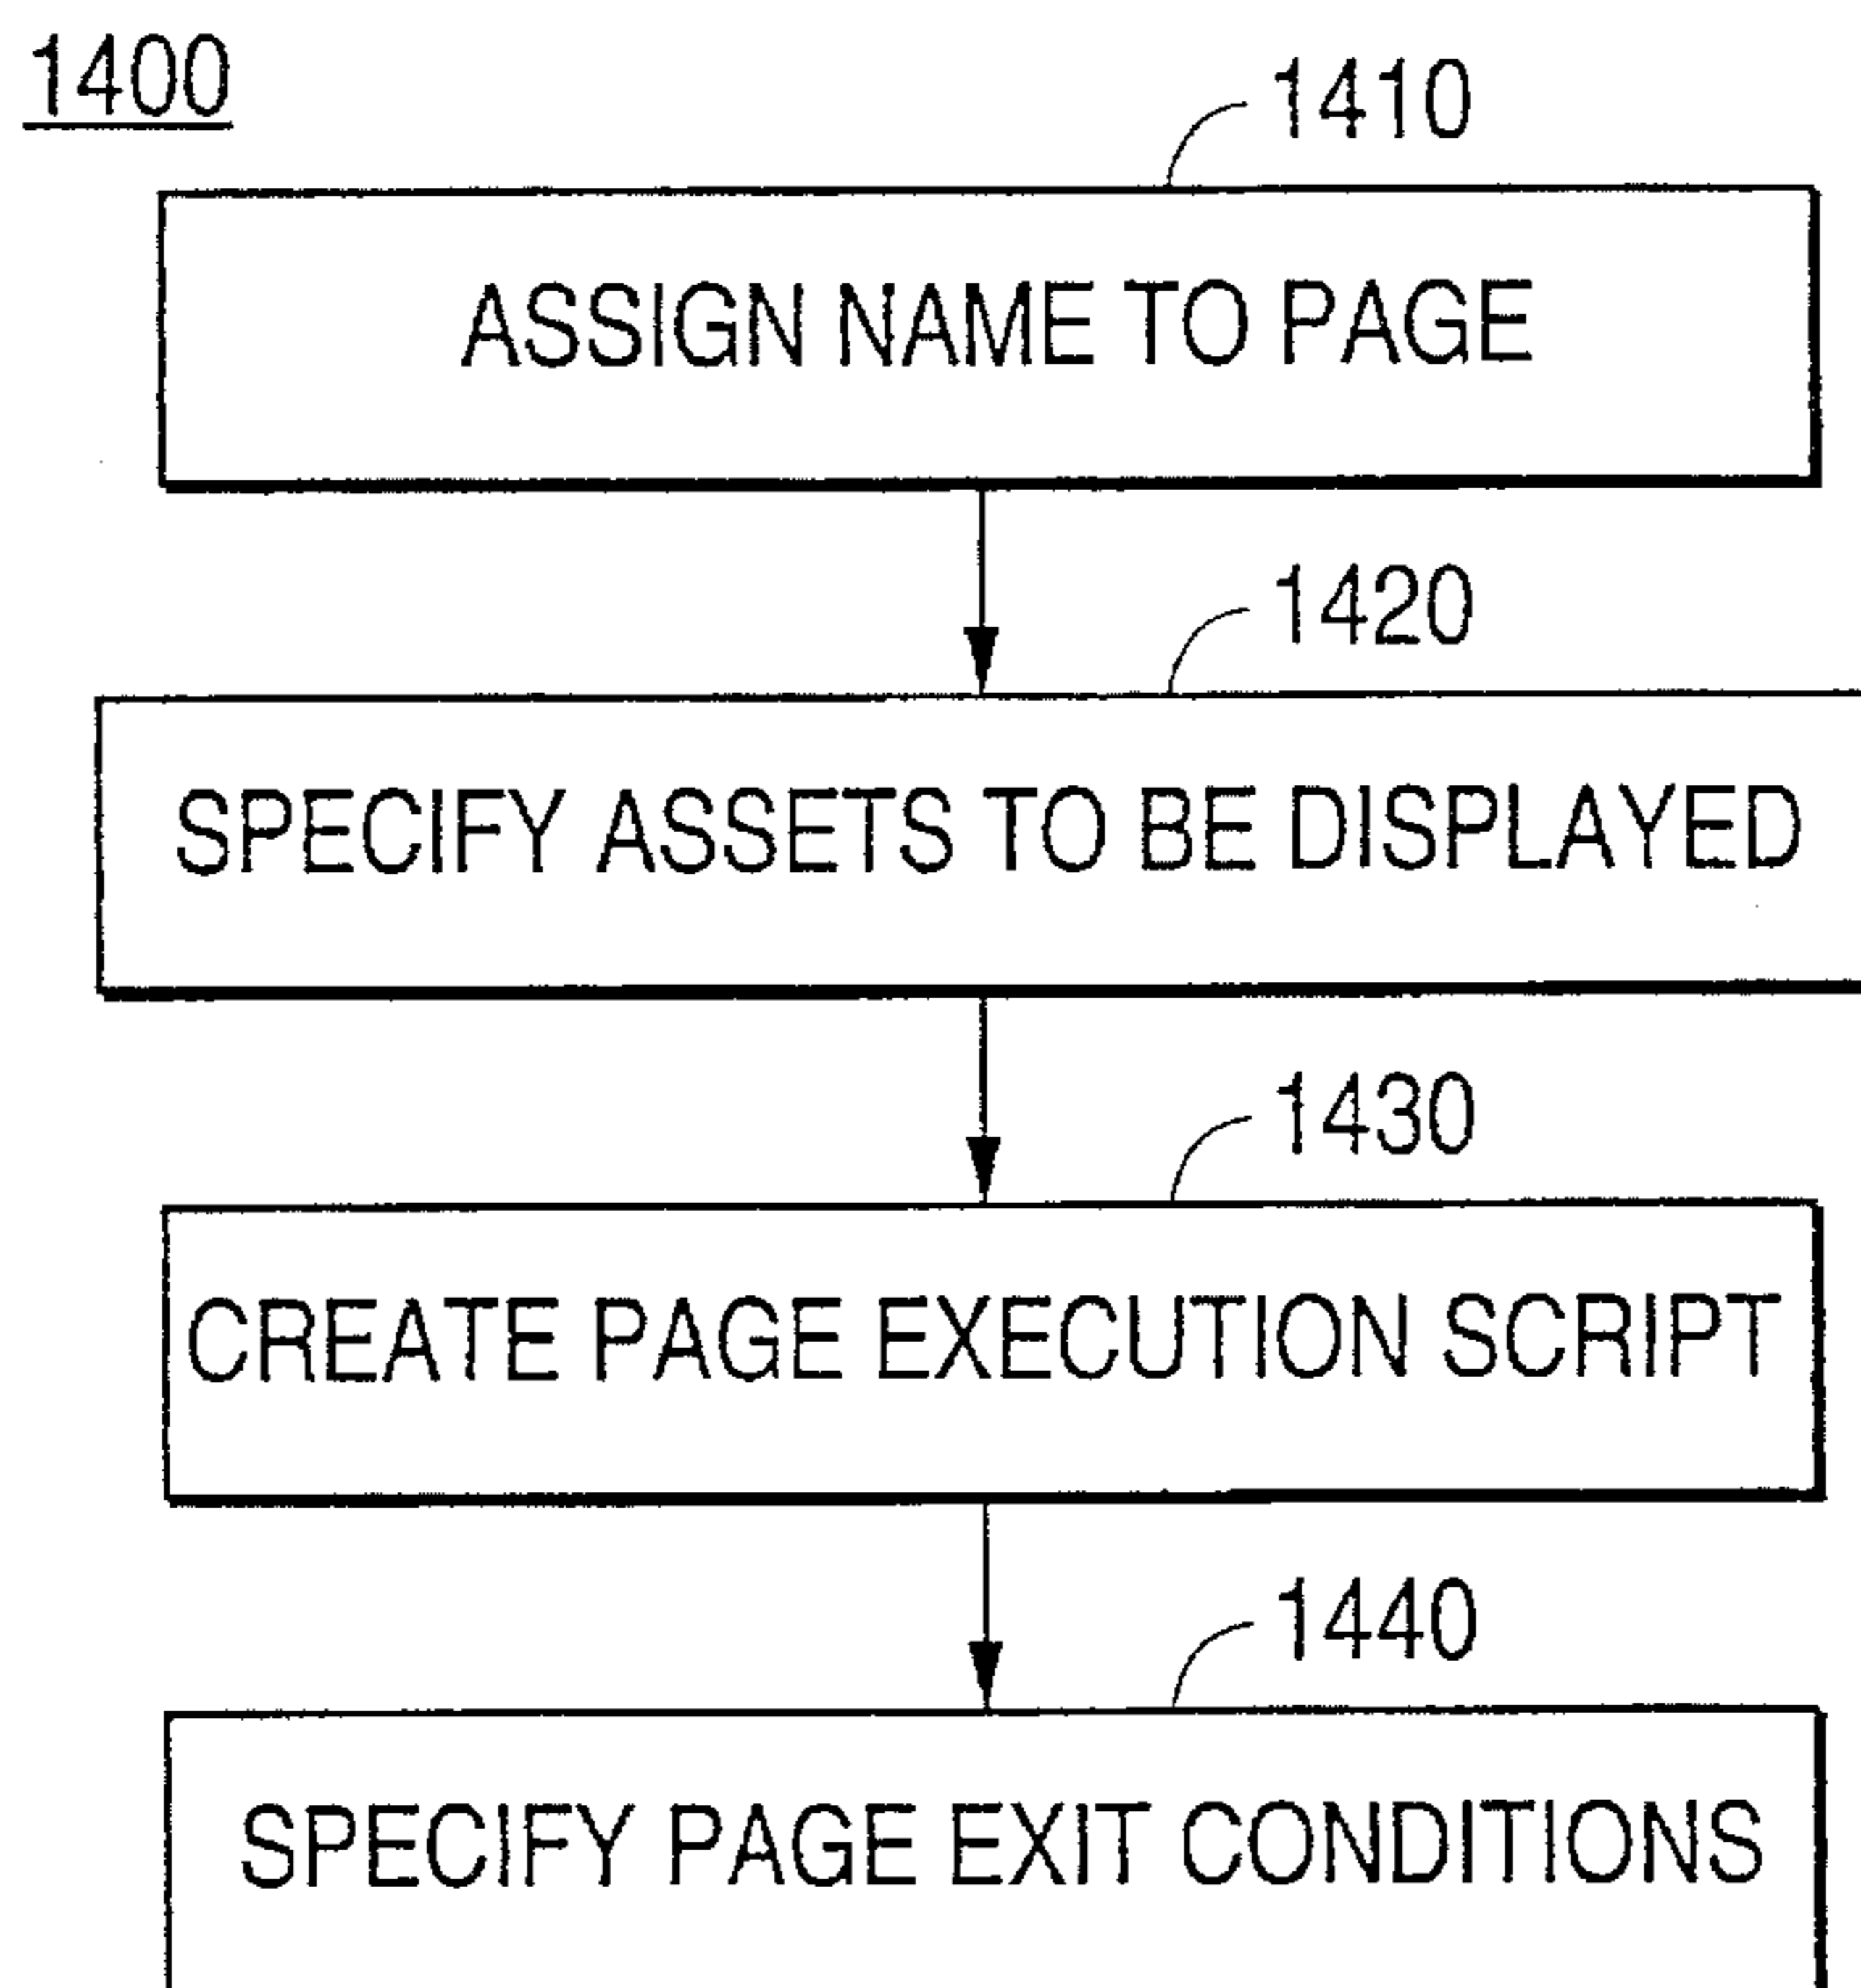 1400
1410
ASSIGN NAME TO PAGE
1420
SPECIFY ASSETS TO BE DISPLAYED
1430
CREATE PAGE EXECUTION SCRIPT
1440
SPECIFY PAGE EXIT CONDITIONS